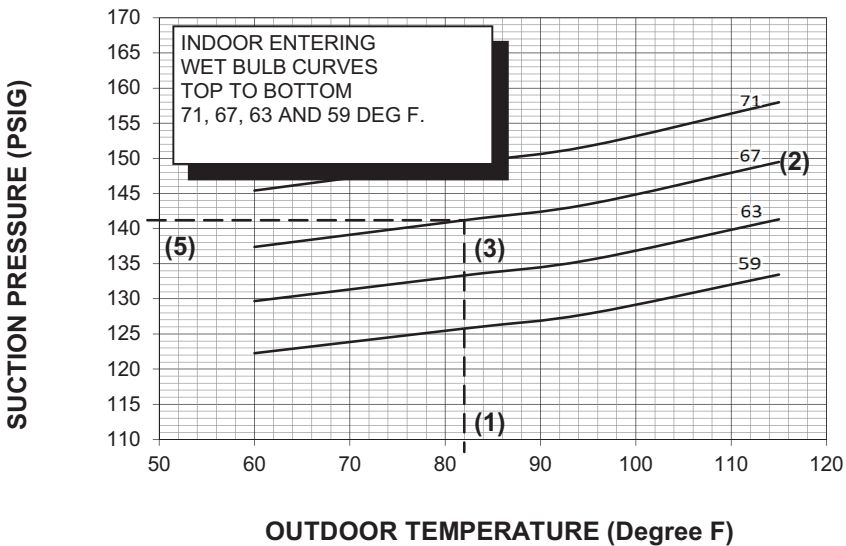 SUCTION PRESSURE (PSIG)
170
165
160
155
150
145
140
135
130
125
120
115
110
INDOOR ENTERING
WET BULB CURVES
TOP TO BOTTOM
71, 67, 63 AND 59 DEG F.
71
67 (2)
63
59
(5)
(3)
(1)
50 60 70 80 90 100 110 120
OUTDOOR TEMPERATURE (Degree F)